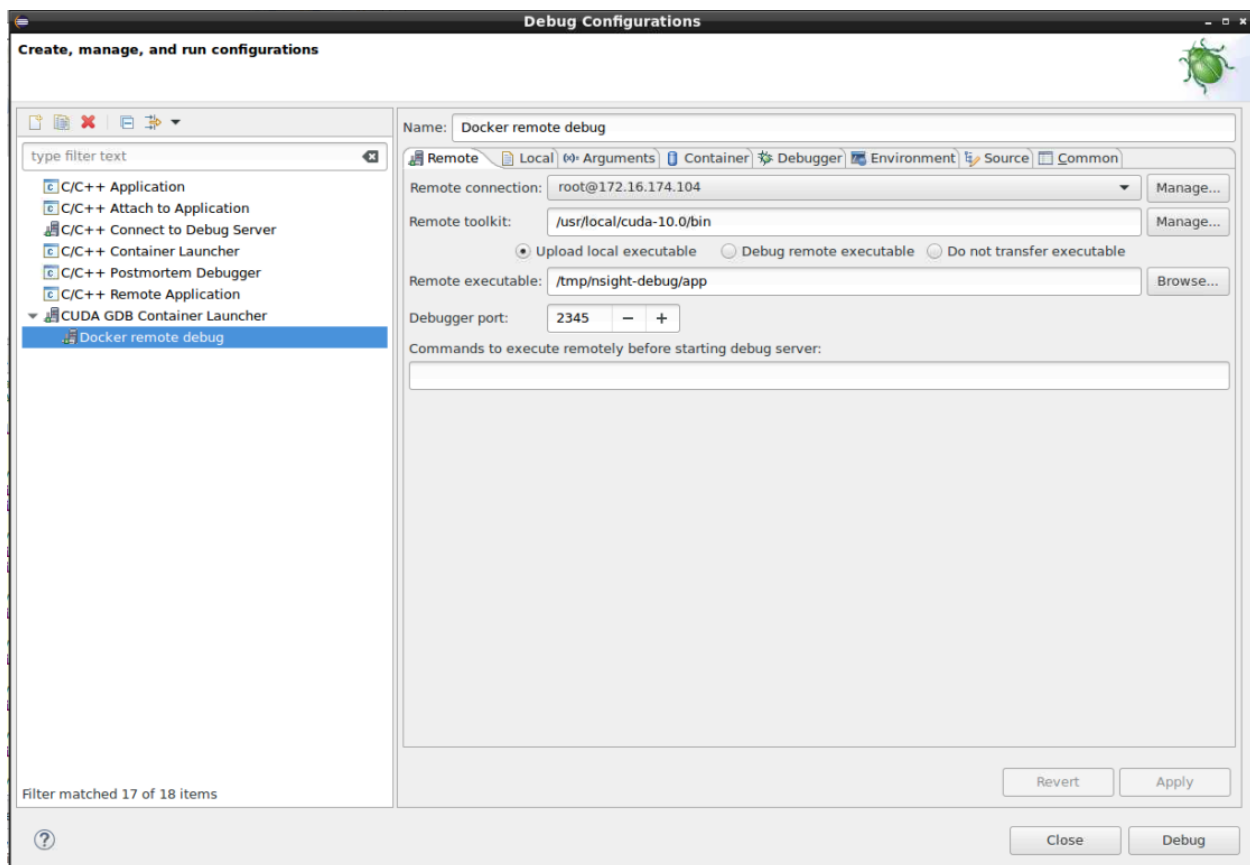 Debug Configurations
Create, manage, and run configurations
type filter text
C/C++ Application
C/C++ Attach to Application
C/C++ Connect to Debug Server
C/C++ Container Launcher
C/C++ Postmortem Debugger
C/C++ Remote Application
CUDA GDB Container Launcher
Docker remote debug
Filter matched 17 of 18 items
Name: Docker remote debug
Remote Local Arguments Container Debugger Environment Source Common
Remote connection: root@172.16.174.104 Manage...
Remote toolkit: /usr/local/cuda-10.0/bin Manage...
Upload local executable Debug remote executable Do not transfer executable
Remote executable: /tmp/nsight-debug/app Browse...
Debugger port: 2345 − +
Commands to execute remotely before starting debug server:
Revert Apply
Close Debug